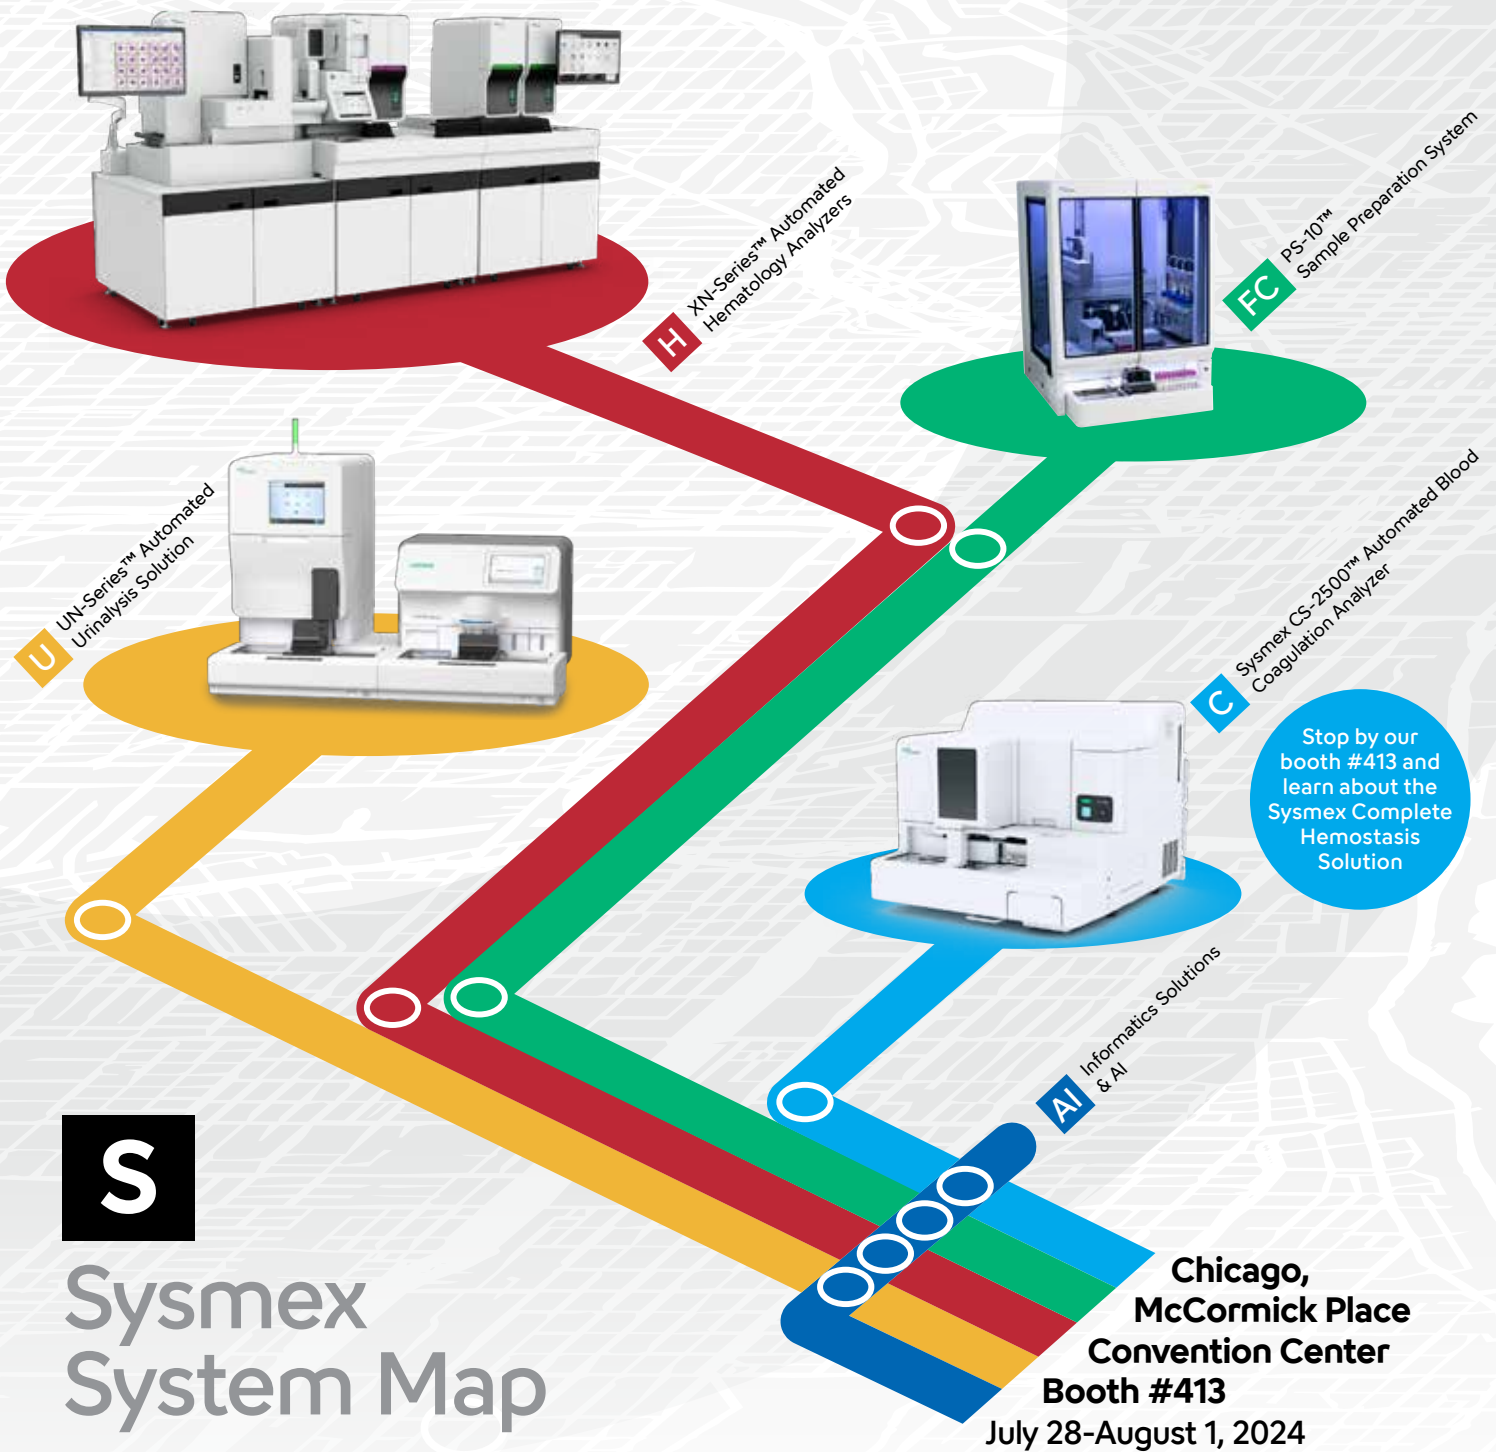 H
XN-Series™ Automated
Hematology Analyzers
FC
PS-10™
Sample Preparation System
U
UN-Series™ Automated
Urinalysis Solution
C
Sysmex CS-2500™ Automated Blood
Coagulation Analyzer
Stop by our
booth #413 and
learn about the
Sysmex Complete
Hemostasis
Solution
AI
Informatics Solutions
& AI
S
Sysmex
System Map
Chicago,
McCormick Place
Convention Center
Booth #413
July 28-August 1, 2024